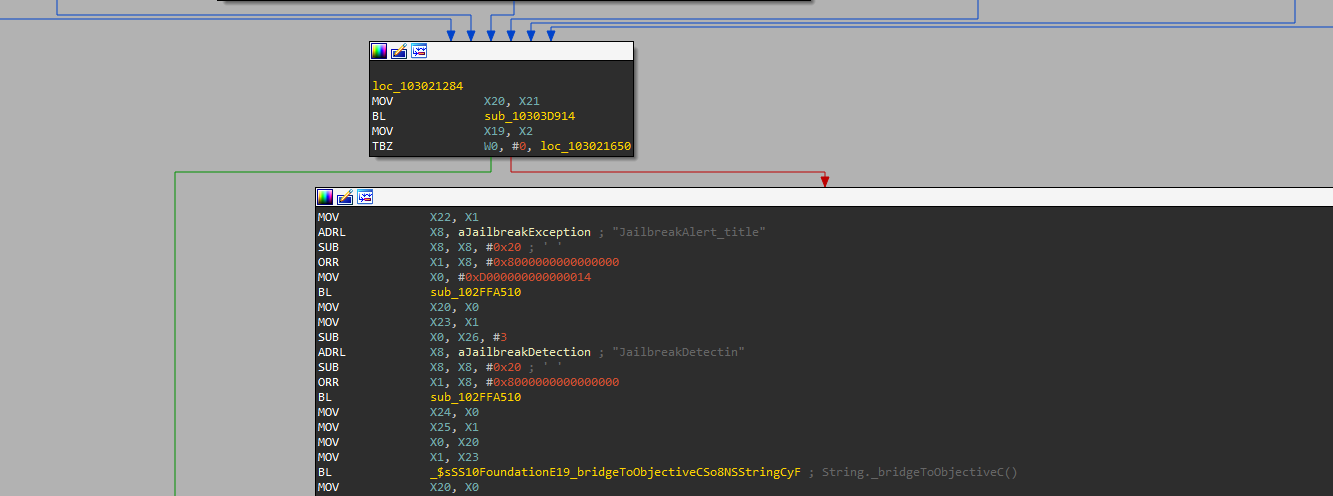 loc_103021284
MOV X20, X21
BL sub_10303D914
MOV X19, X2
TBZ W0, #0, loc_103021650
MOV X22, X1
ADRL X8, aJailbreakException ; "JailbreakAlert_title"
SUB X8, X8, #0x20 ; ' '
ORR X1, X8, #0x8000000000000000
MOV X0, #0xD000000000000014
BL sub_102FFA510
MOV X20, X0
MOV X23, X1
SUB X0, X26, #3
ADRL X8, aJailbreakDetection ; "JailbreakDetectin"
SUB X8, X8, #0x20 ; ' '
ORR X1, X8, #0x8000000000000000
BL sub_102FFA510
MOV X24, X0
MOV X25, X1
MOV X0, X20
MOV X1, X23
BL _$sSS10FoundationE19_bridgeToObjectiveCSo8NSStringCyF ; String._bridgeToObjectiveC()
MOV X20, X0